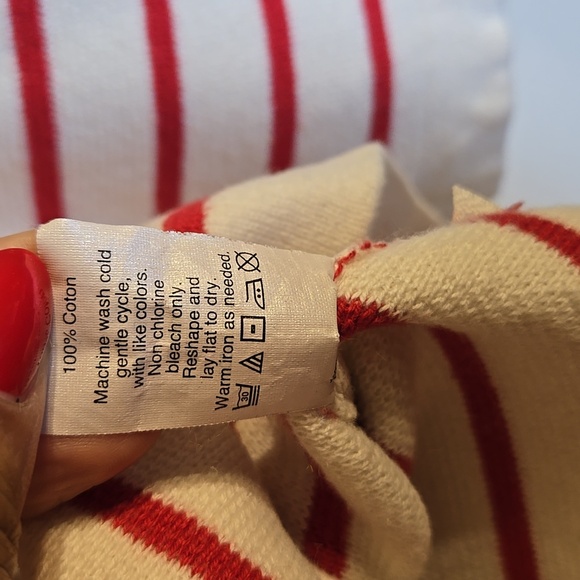 100% Coton
Machine wash cold
gentle cycle,
with like colors.
Non chlorine
bleach only.
Reshape and
lay flat to dry.
Warm iron as needed.
30